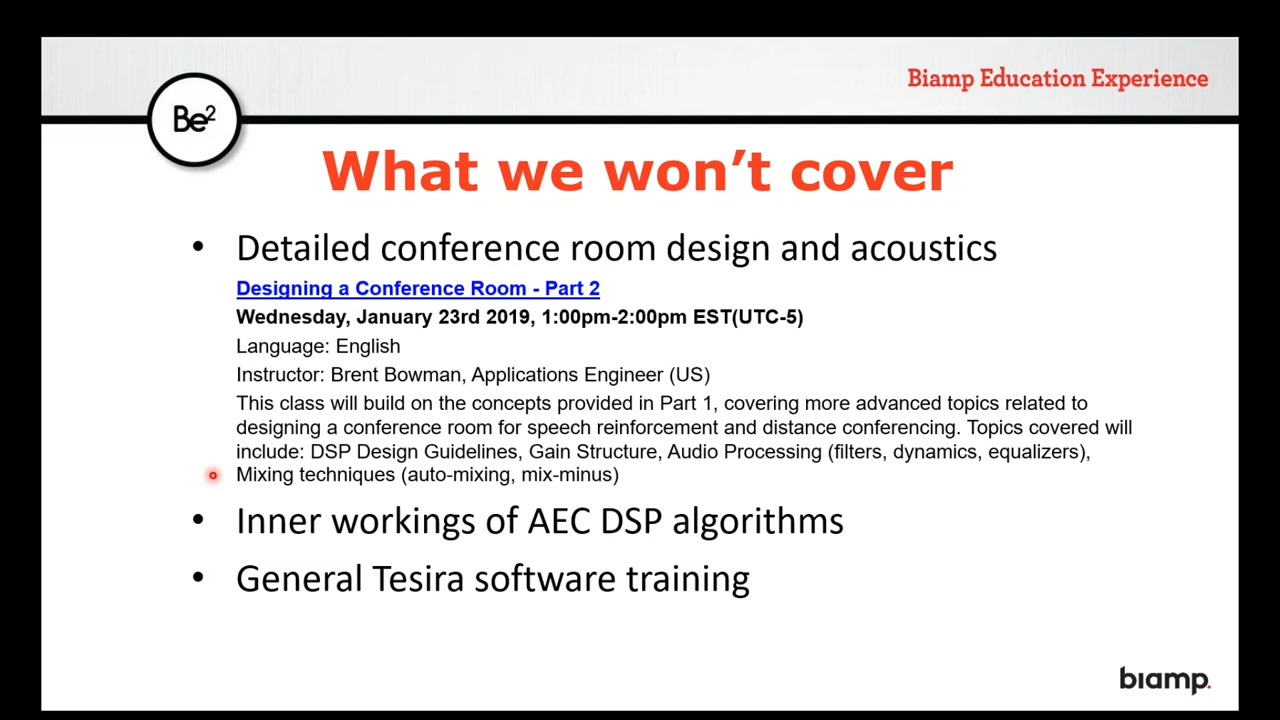 Biamp Education Experience
Be²
What we won't cover
• Detailed conference room design and acoustics
Designing a Conference Room - Part 2
Wednesday, January 23rd 2019, 1:00pm-2:00pm EST(UTC-5)
Language: English
Instructor: Brent Bowman, Applications Engineer (US)
This class will build on the concepts provided in Part 1, covering more advanced topics related to
designing a conference room for speech reinforcement and distance conferencing. Topics covered will
include: DSP Design Guidelines, Gain Structure, Audio Processing (filters, dynamics, equalizers),
Mixing techniques (auto-mixing, mix-minus)
• Inner workings of AEC DSP algorithms
• General Tesira software training
biamp.